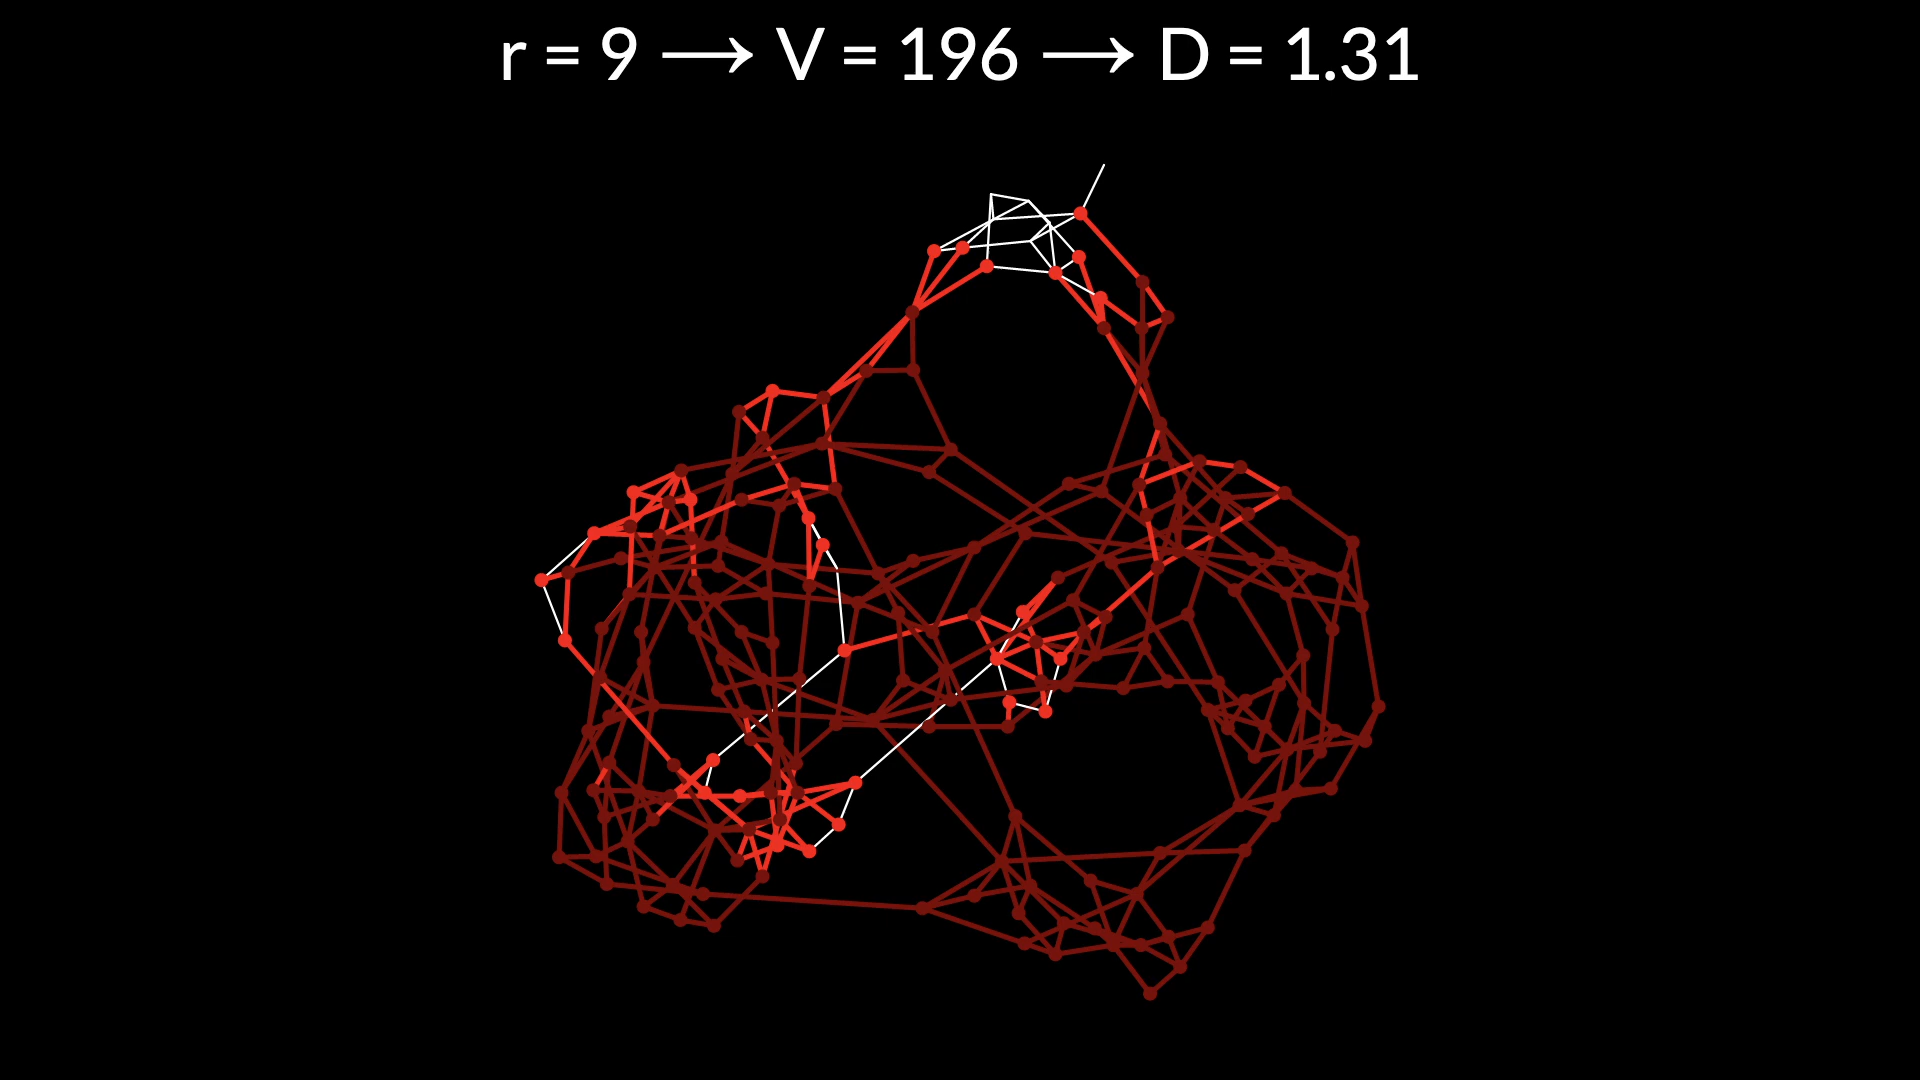 r = 9 ⟶ V = 196 ⟶ D = 1.31